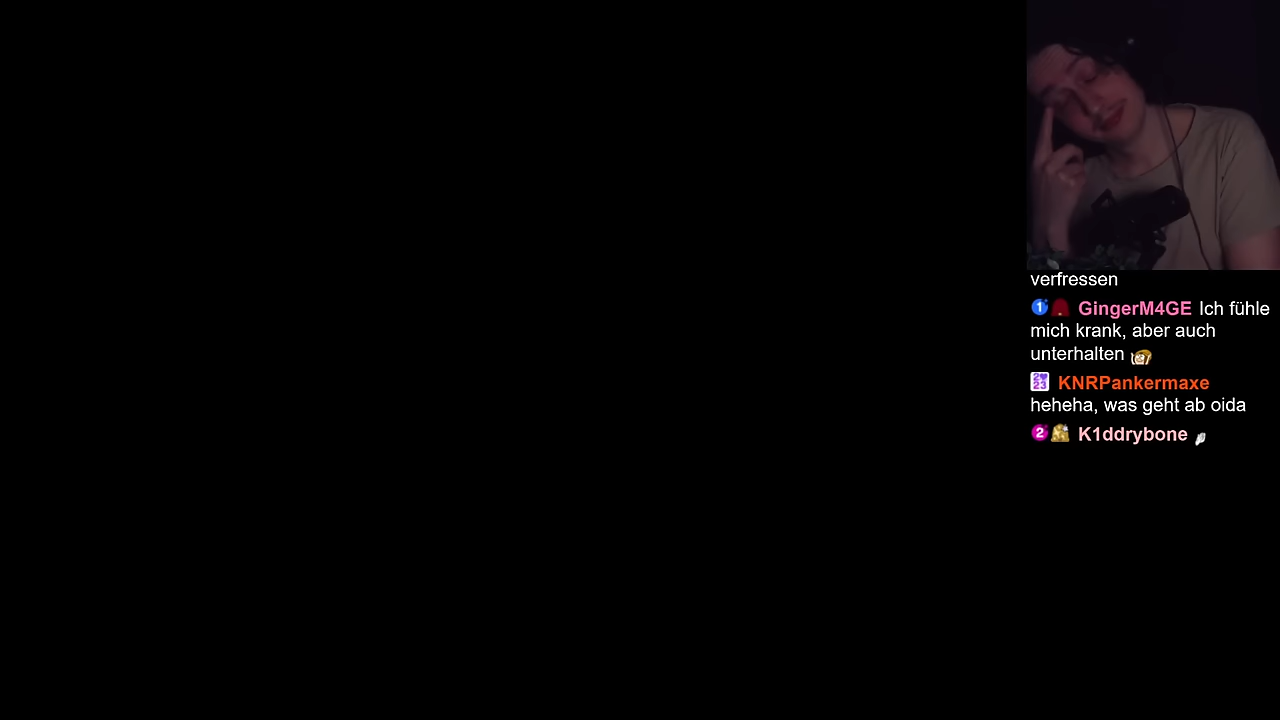 verfressen
GingerM4GE Ich fühle
mich krank, aber auch
unterhalten
KNRPankermaxe
heheha, was geht ab oida
K1ddrybone